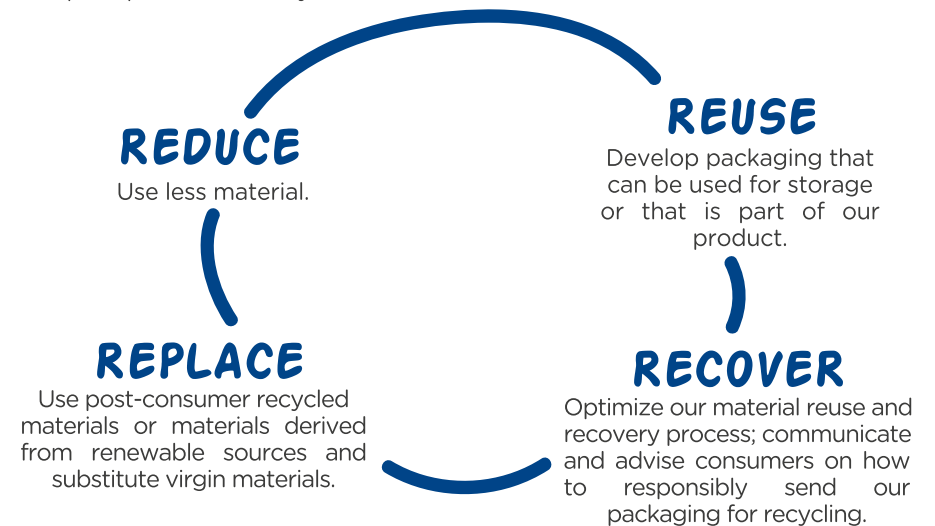 REDUCE
Use less material.
REUSE
Develop packaging that
can be used for storage
or that is part of our
product.
REPLACE
Use post-consumer recycled
materials or materials derived
from renewable sources and
substitute virgin materials.
RECOVER
Optimize our material reuse and
recovery process; communicate
and advise consumers on how
to responsibly send our
packaging for recycling.